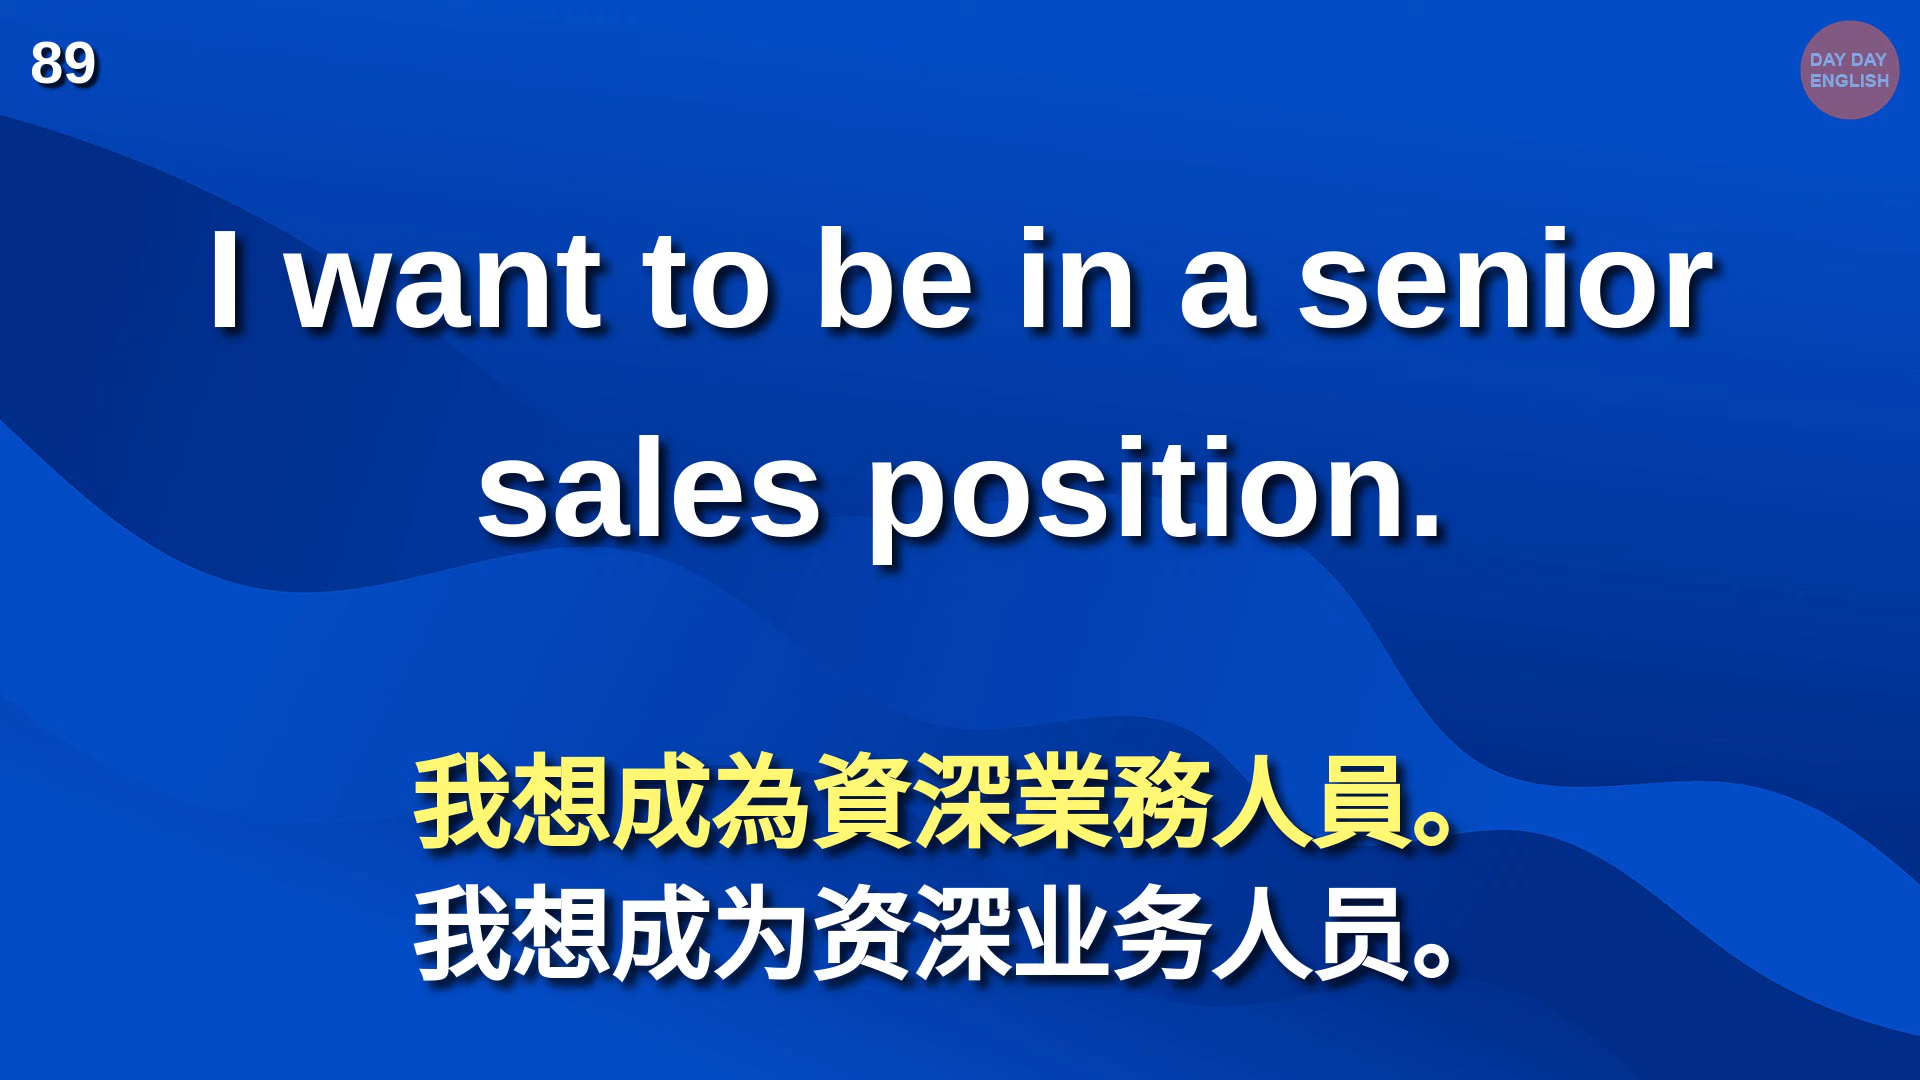 89
DAY DAY
ENGLISH
I want to be in a senior
sales position.
我想成為資深業務人員。
我想成为资深业务人员。